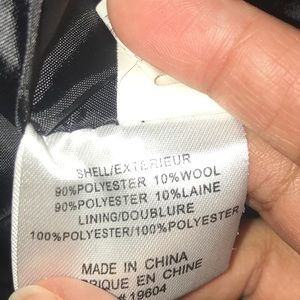 SHELL/EXTERIEUR
90%POLYESTER 10%WOOL
90%POLYESTER 10%LAINE
LINING/DOUBLURE
100%POLYESTER/100%POLYESTER
MADE IN CHINA
EN CHINE
19604